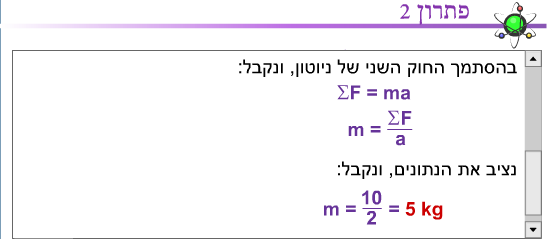 פתרון 2
בהסתמך החוק השני של ניוטון, ונקבל:
ΣF = ma
m = ΣF/a
נציב את הנתונים, ונקבל:
m = 10/2 = 5 kg